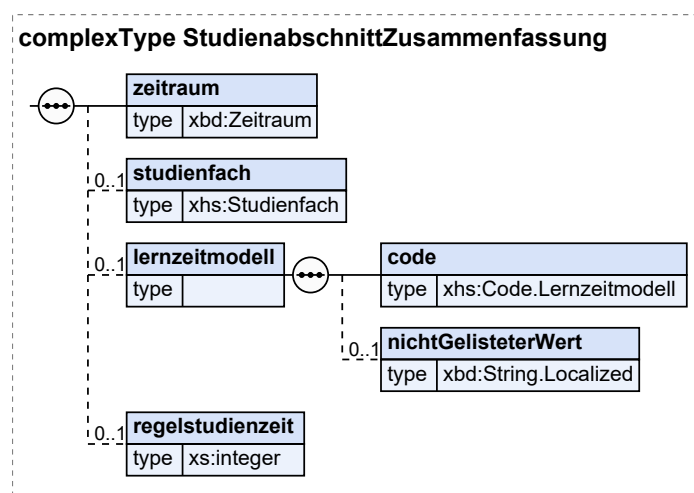 complexType StudienabschnittZusammenfassung
zeitraum
type xbd:Zeitraum
0..1 studienfach
type xhs:Studienfach
0..1 lernzeitmodell
type
code
type xhs:Code.Lernzeitmodell
0..1 nichtGelisteterWert
type xbd:String.Localized
0..1 regelstudienzeit
type xs:integer